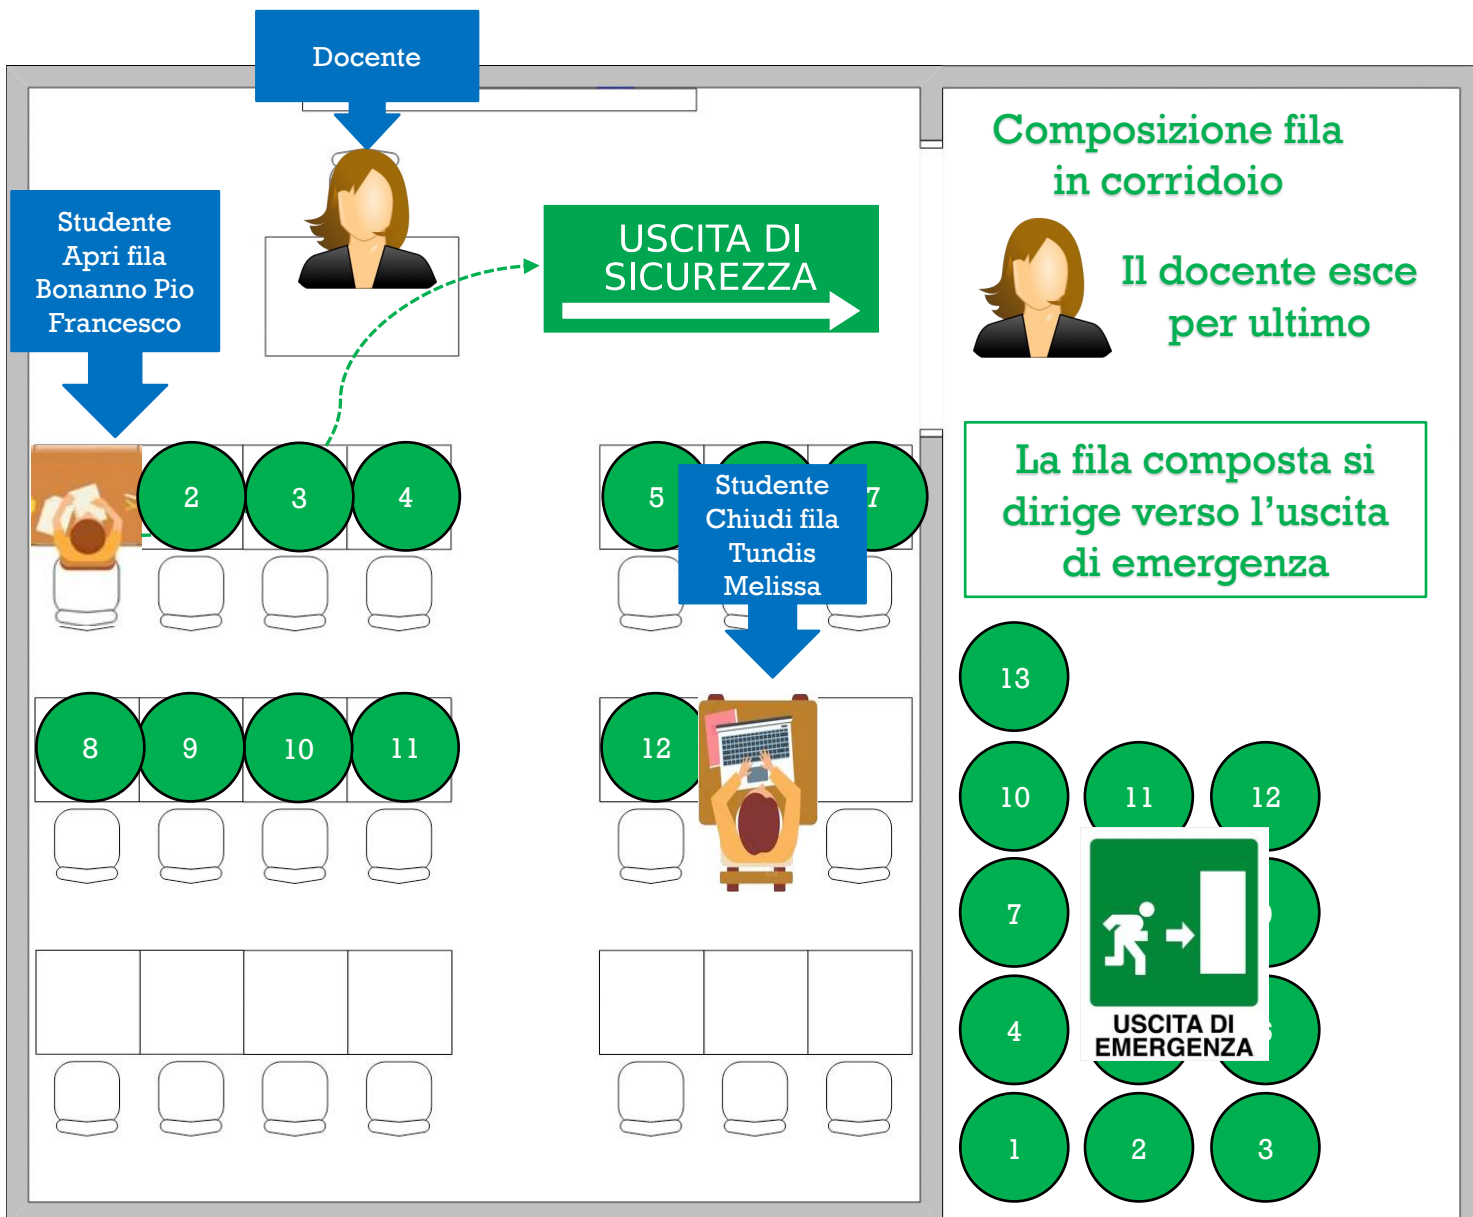 Docente
Studente
Apri fila
Bonanno Pio
Francesco
USCITA DI
SICUREZZA
Composizione fila
in corridoio
Il docente esce
per ultimo
La fila composta si
dirige verso l'uscita
di emergenza
2
3
4
5
7
Studente
Chiudi fila
Tundis
Melissa
8
9
10
11
12
13
10
11
12
7
4
USCITA DI
EMERGENZA
1
2
3